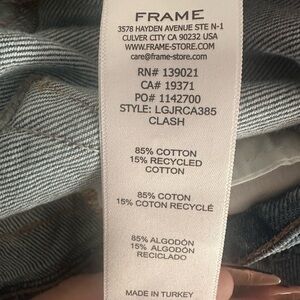 FRAME
3578 HAYDEN AVENUE STE N-1
CULVER CITY CA 90232 USA
WWW.FRAME-STORE.COM
care@frame-store.com
RN# 139021
CA# 19371
PO# 1142700
STYLE: LGJRCA385
CLASH
85% COTTON
15% RECYCLED
COTTON
85% COTON
15% COTON RECYCLÉ
85% ALGODÓN
15% ALGODÓN
RECICLADO
MADE IN TURKEY